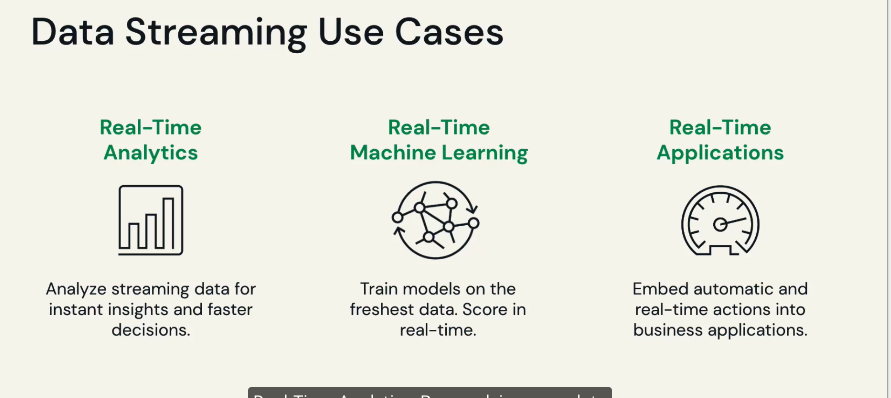 Data Streaming Use Cases
Real-Time
Analytics
Analyze streaming data for
instant insights and faster
decisions.
Real-Time
Machine Learning
Train models on the
freshest data. Score in
real-time.
Real-Time
Applications
Embed automatic and
real-time actions into
business applications.